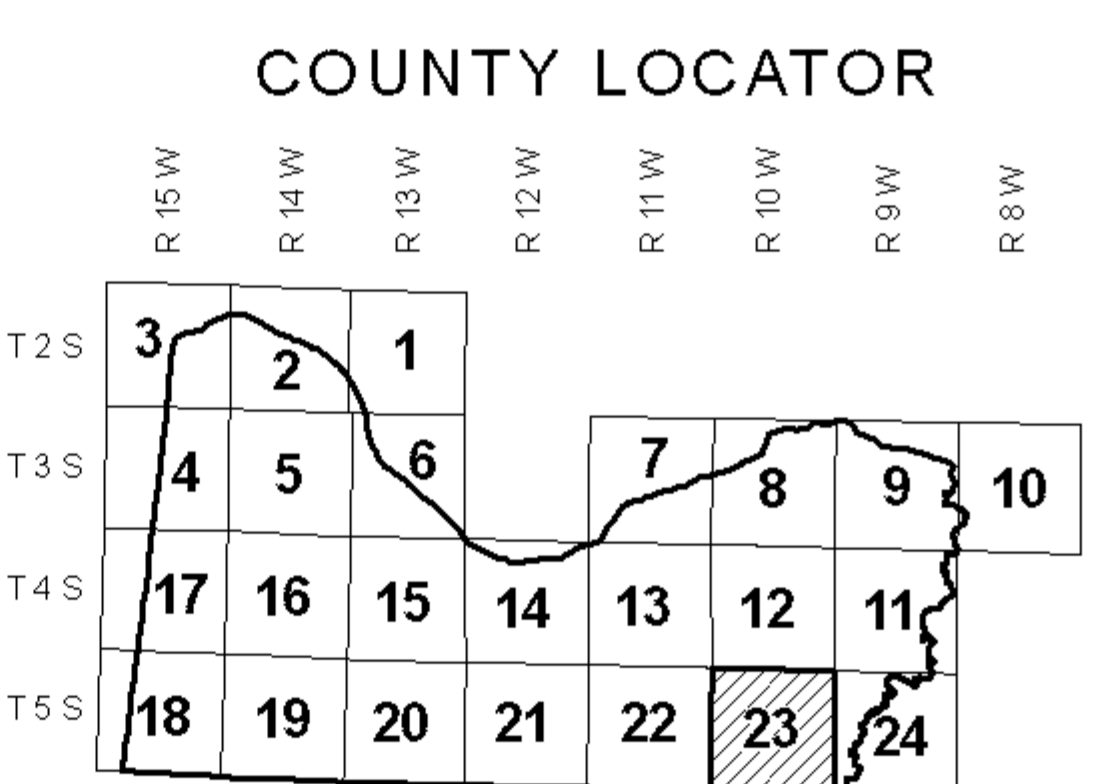 COUNTY LOCATOR
R 15 W R 14 W R 13 W R 12 W R 11 W R 10 W R 9 W R 8 W
T 2 S 3 2 1
T 3 S 4 5 6 7 8 9 10
T 4 S 17 16 15 14 13 12 11
T 5 S 18 19 20 21 22 23 24